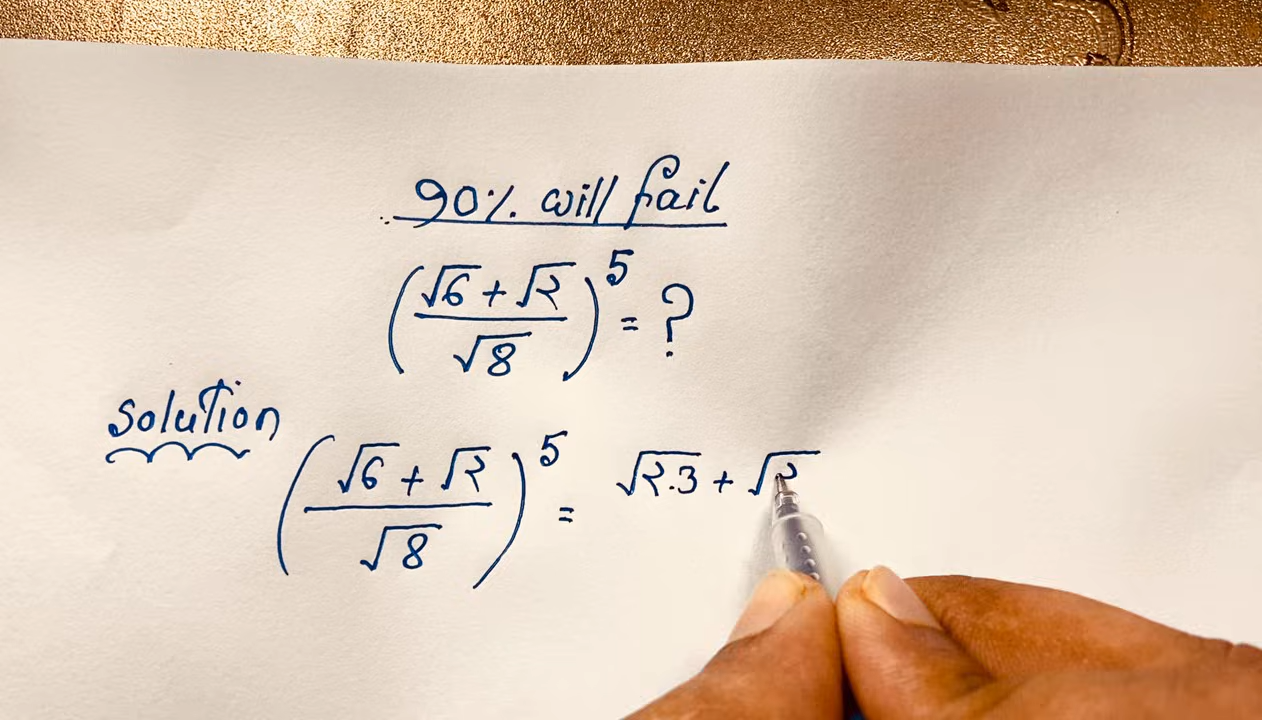 90% will fail
(√6 + √2 / √8)^5 = ?
Solution
(√6 + √2 / √8)^5 = √2.3 + √2